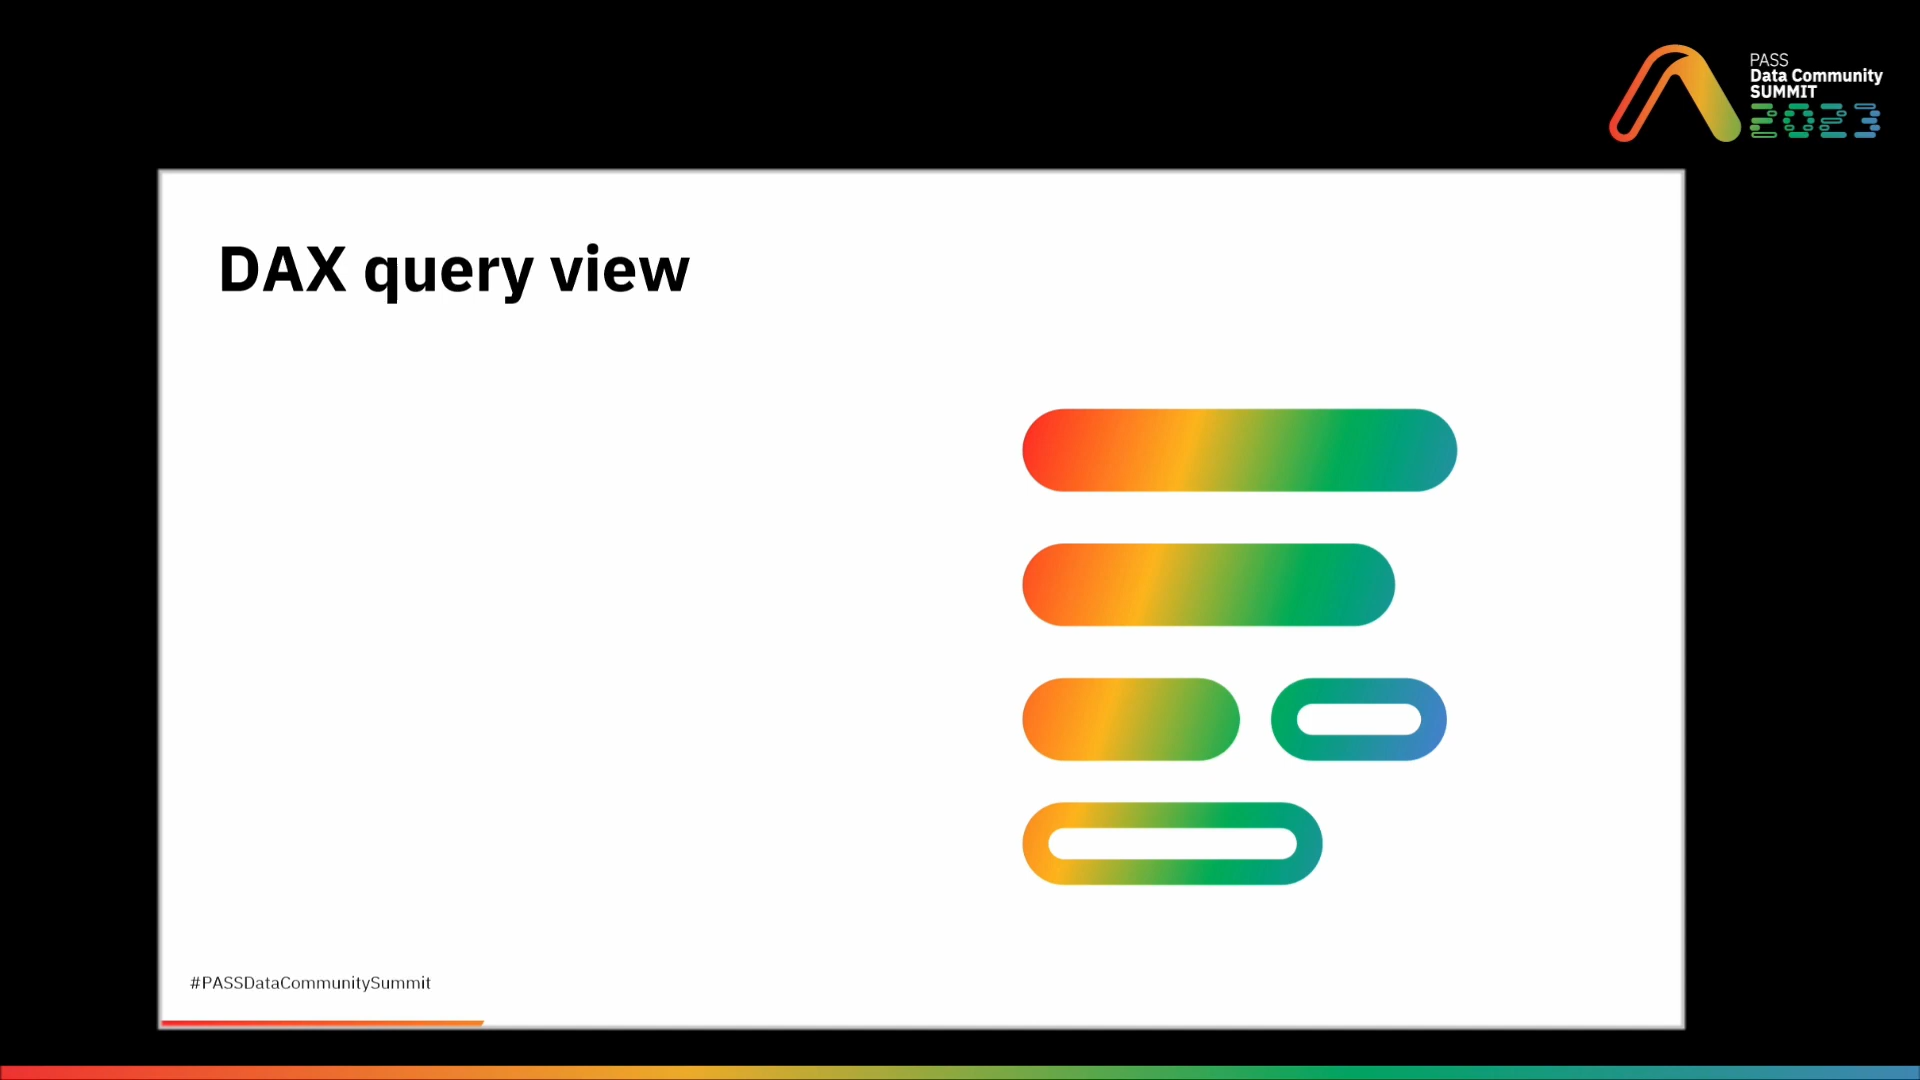 PASS
Data Community
SUMMIT
2023
DAX query view
#PASSDataCommunitySummit